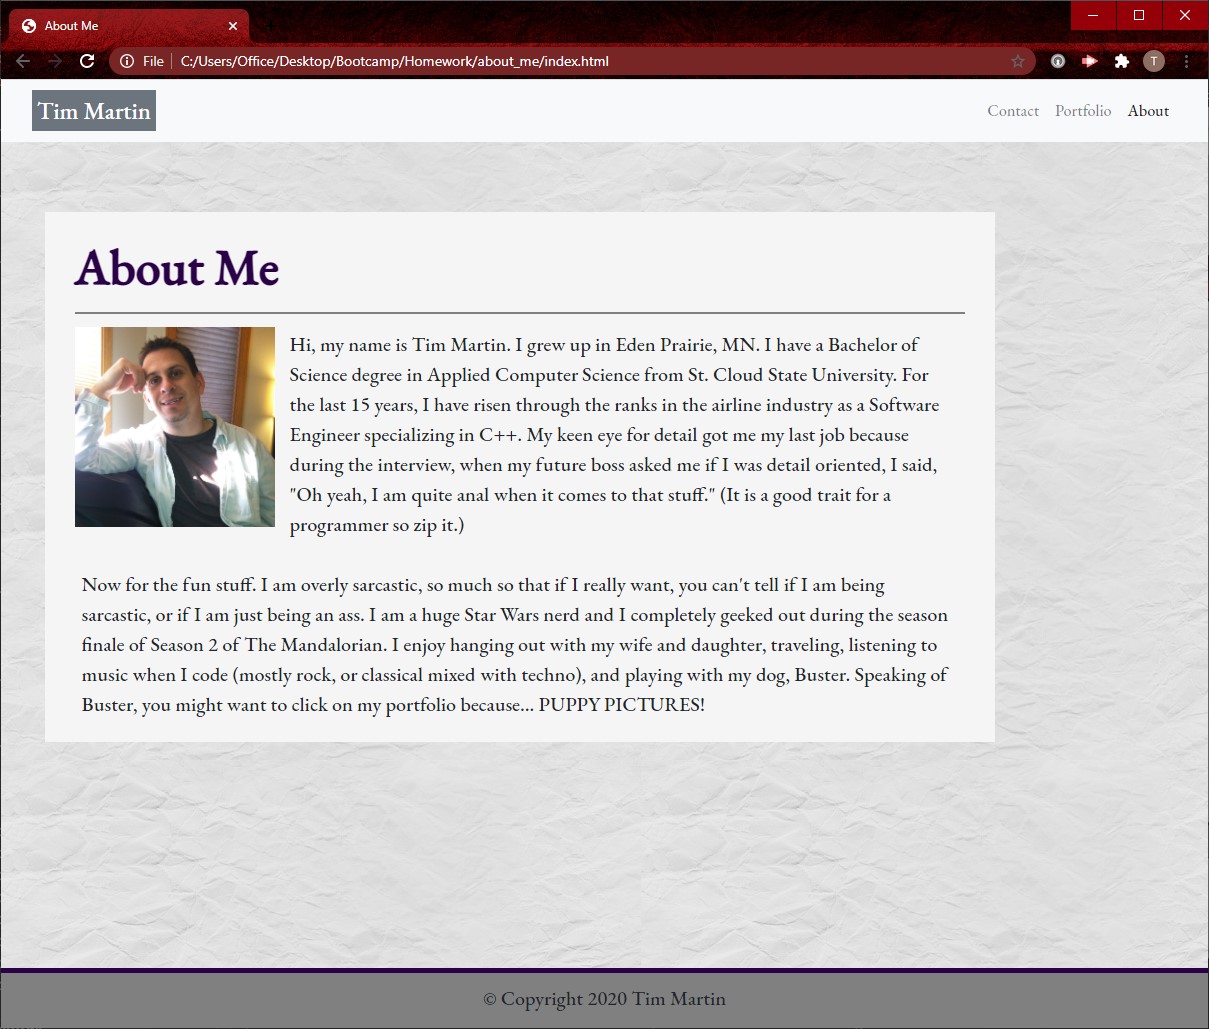 About Me
File
C:/Users/Office/Desktop/Bootcamp/Homework/about_me/index.html
T
Tim Martin
Contact Portfolio About
About Me
Hi, my name is Tim Martin. I grew up in Eden Prairie, MN. I have a Bachelor of
Science degree in Applied Computer Science from St. Cloud State University. For
the last 15 years, I have risen through the ranks in the airline industry as a Software
Engineer specializing in C++. My keen eye for detail got me my last job because
during the interview, when my future boss asked me if I was detail oriented, I said,
"Oh yeah, I am quite anal when it comes to that stuff." (It is a good trait for a
programmer so zip it.)
Now for the fun stuff. I am overly sarcastic, so much so that if I really want, you can't tell if I am being
sarcastic, or if I am just being an ass. I am a huge Star Wars nerd and I completely geeked out during the season
finale of Season 2 of The Mandalorian. I enjoy hanging out with my wife and daughter, traveling, listening to
music when I code (mostly rock, or classical mixed with techno), and playing with my dog, Buster. Speaking of
Buster, you might want to click on my portfolio because... PUPPY PICTURES!
© Copyright 2020 Tim Martin